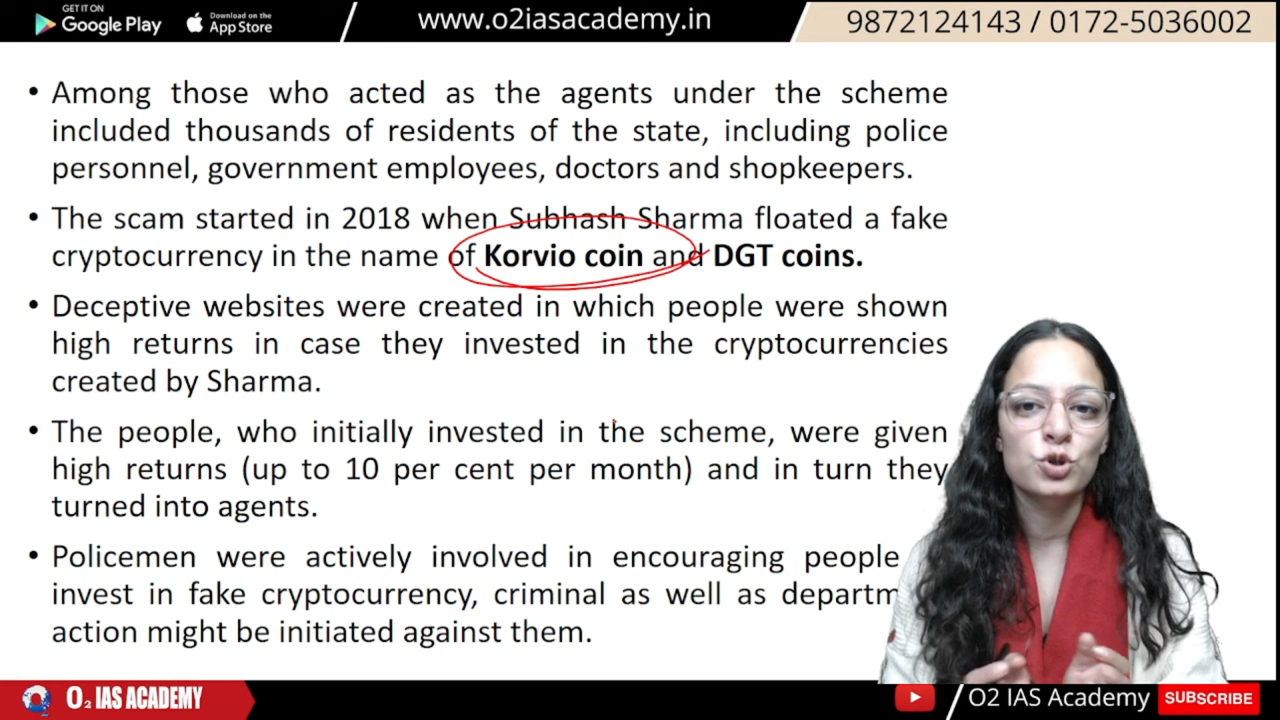 GET IT ON
Google Play
Download on the
App Store
www.o2iasacademy.in
9872124143 / 0172-5036002
• Among those who acted as the agents under the scheme
included thousands of residents of the state, including police
personnel, government employees, doctors and shopkeepers.
• The scam started in 2018 when Subhash Sharma floated a fake
cryptocurrency in the name of Korvio coin and DGT coins.
• Deceptive websites were created in which people were shown
high returns in case they invested in the cryptocurrencies
created by Sharma.
• The people, who initially invested in the scheme, were given
high returns (up to 10 per cent per month) and in turn they
turned into agents.
• Policemen were actively involved in encouraging people
invest in fake cryptocurrency, criminal as well as departm
action might be initiated against them.
O2 IAS ACADEMY
O2 IAS Academy
SUBSCRIBE